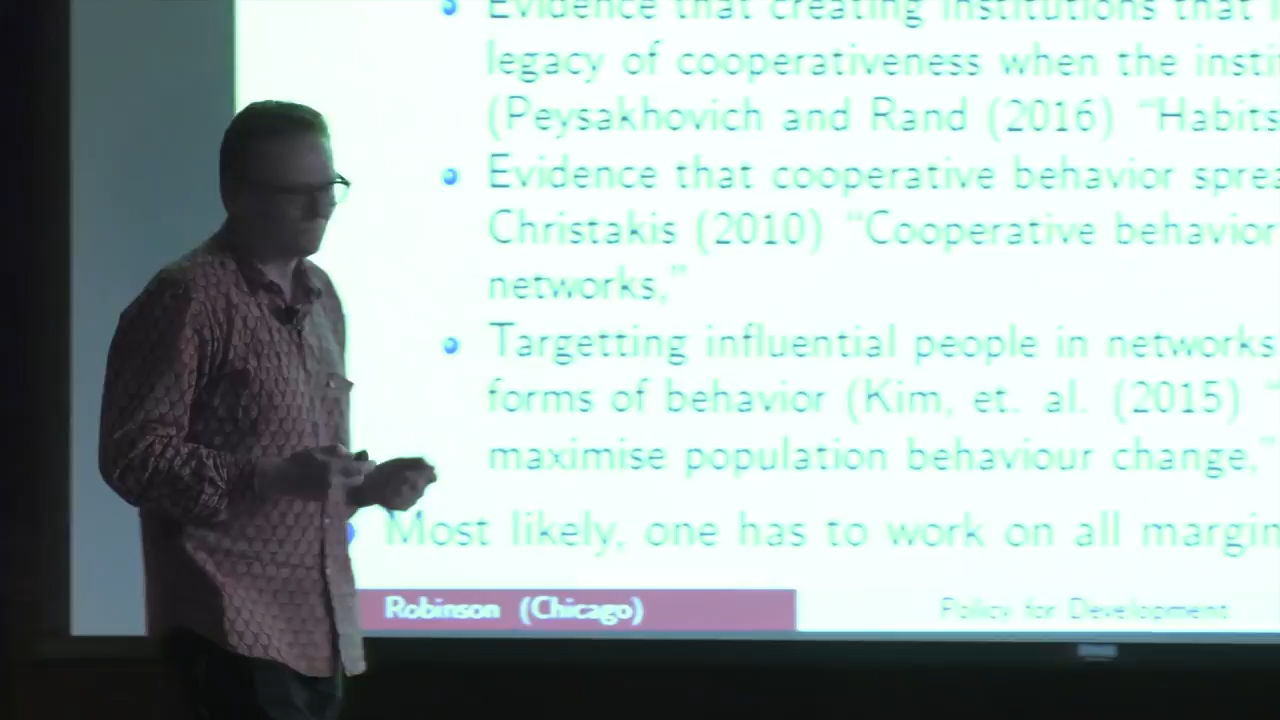 Evidence that creating institutions that
legacy of cooperativeness when the insti
(Peysakhovich and Rand (2016) “Habits
Evidence that cooperative behavior sprea
Christakis (2010) “Cooperative behavior
networks,”
Targetting influential people in networks
forms of behavior (Kim, et. al. (2015) “
maximise population behaviour change,”
Most likely, one has to work on all margin
Robinson (Chicago)
Policy for Development